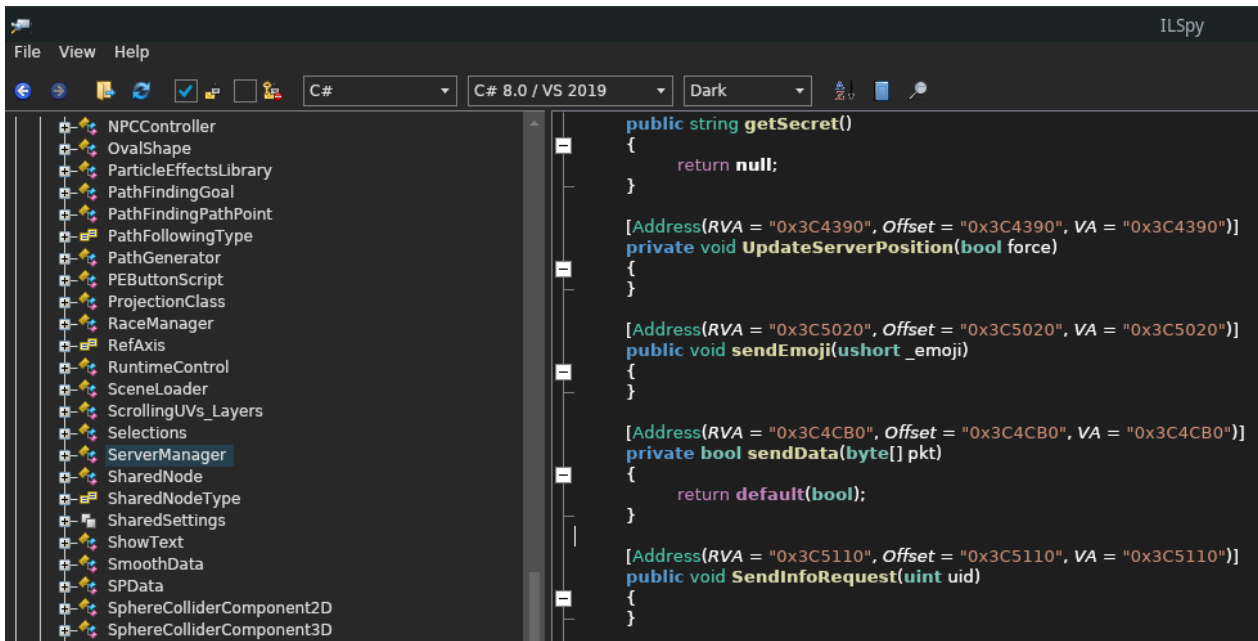 ILSpy
File View Help
C# C# 8.0 / VS 2019 Dark
NPCController
OvalShape
ParticleEffectsLibrary
PathFindingGoal
PathFindingPathPoint
PathFollowingType
PathGenerator
PEButtonScript
ProjectionClass
RaceManager
RefAxis
RuntimeControl
SceneLoader
ScrollingUVs_Layers
Selections
ServerManager
SharedNode
SharedNodeType
SharedSettings
ShowText
SmoothData
SPData
SphereColliderComponent2D
SphereColliderComponent3D
public string getSecret()
{
return null;
}
[Address(RVA = "0x3C4390", Offset = "0x3C4390", VA = "0x3C4390")]
private void UpdateServerPosition(bool force)
{
}
[Address(RVA = "0x3C5020", Offset = "0x3C5020", VA = "0x3C5020")]
public void sendEmoji(ushort _emoji)
{
}
[Address(RVA = "0x3C4CB0", Offset = "0x3C4CB0", VA = "0x3C4CB0")]
private bool sendData(byte[] pkt)
{
return default(bool);
}
[Address(RVA = "0x3C5110", Offset = "0x3C5110", VA = "0x3C5110")]
public void SendInfoRequest(uint uid)
{
}